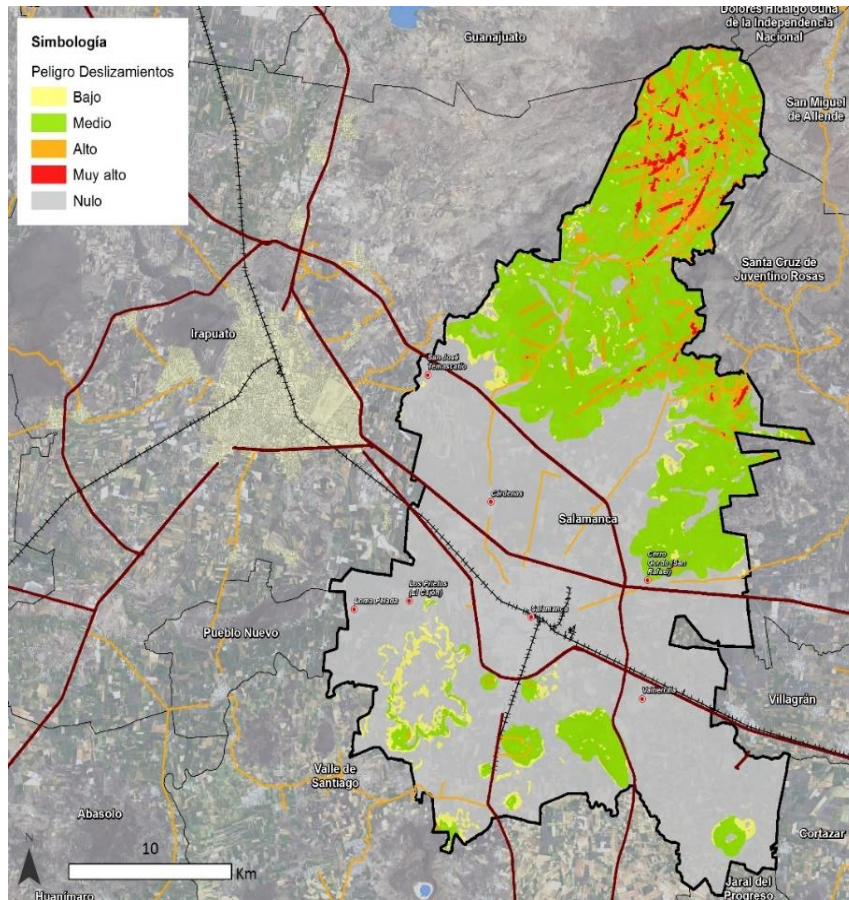 Simbología
Peligro Deslizamientos
Bajo
Medio
Alto
Muy alto
Nulo
Dolores Hidalgo Cuna
de la Independencia
Nacional
Guanajuato
San Miguel
de Allende
Santa Cruz de
Juventino Rosas
Irapuato
San José
Temascatío
Cárdenas
Salamanca
Cerro
Gordo (San
Rafael)
Los Prietos
(El Cajón)
Loma Pelada
Salamanca
Pueblo Nuevo
Valtierrilla
Villagrán
Valle de
Santiago
Abasolo
Cortazar
N
10
Km
Jaral del
Progreso
Huanímaro